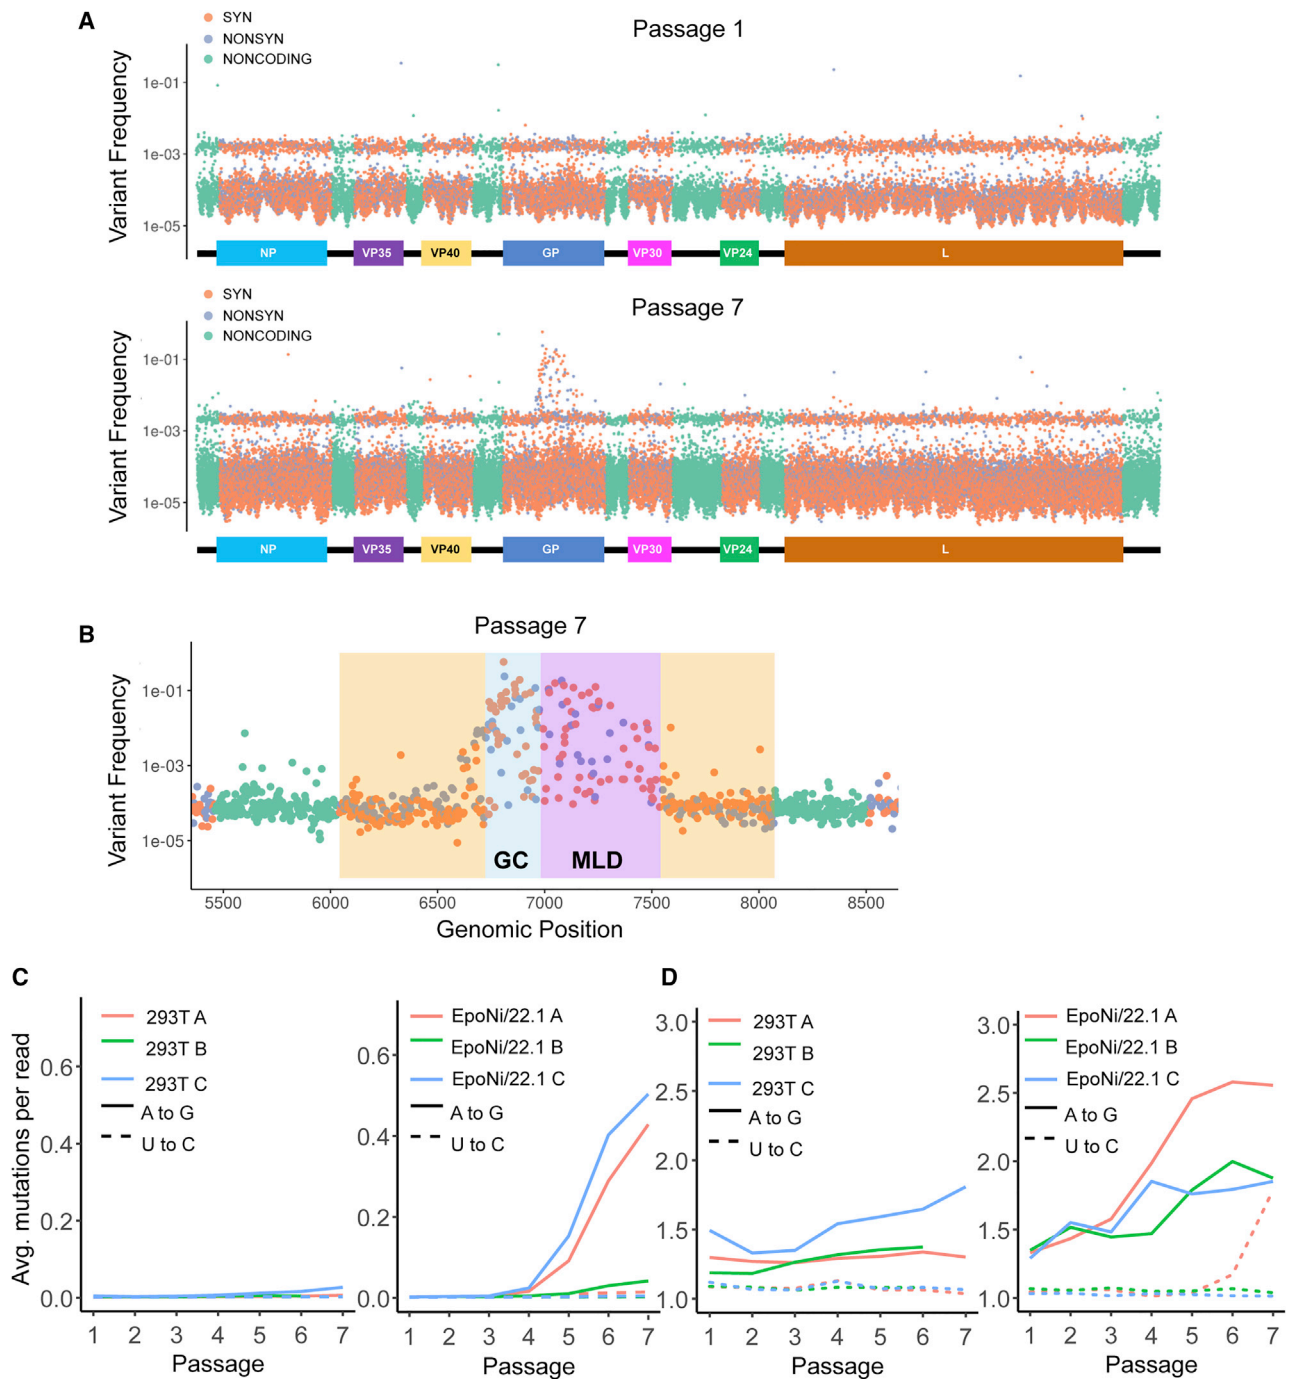 A
SYN
NONSYN
NONCODING
Passage 1
Variant Frequency
1e-01
1e-03
1e-05
NP
VP35
VP40
GP
VP30
VP24
L
SYN
NONSYN
NONCODING
Passage 7
Variant Frequency
1e-01
1e-03
1e-05
NP
VP35
VP40
GP
VP30
VP24
L
B
Passage 7
Variant Frequency
1e-01
1e-03
1e-05
GC
MLD
5500 6000 6500 7000 7500 8000 8500
Genomic Position
C
Avg. mutations per read
293T A
293T B
293T C
A to G
U to C
0.6
0.4
0.2
0.0
1 2 3 4 5 6 7
Passage
EpoNi/22.1 A
EpoNi/22.1 B
EpoNi/22.1 C
A to G
U to C
0.6
0.4
0.2
0.0
1 2 3 4 5 6 7
Passage
D
293T A
293T B
293T C
A to G
U to C
3.0
2.5
2.0
1.5
1.0
1 2 3 4 5 6 7
Passage
EpoNi/22.1 A
EpoNi/22.1 B
EpoNi/22.1 C
A to G
U to C
3.0
2.5
2.0
1.5
1.0
1 2 3 4 5 6 7
Passage